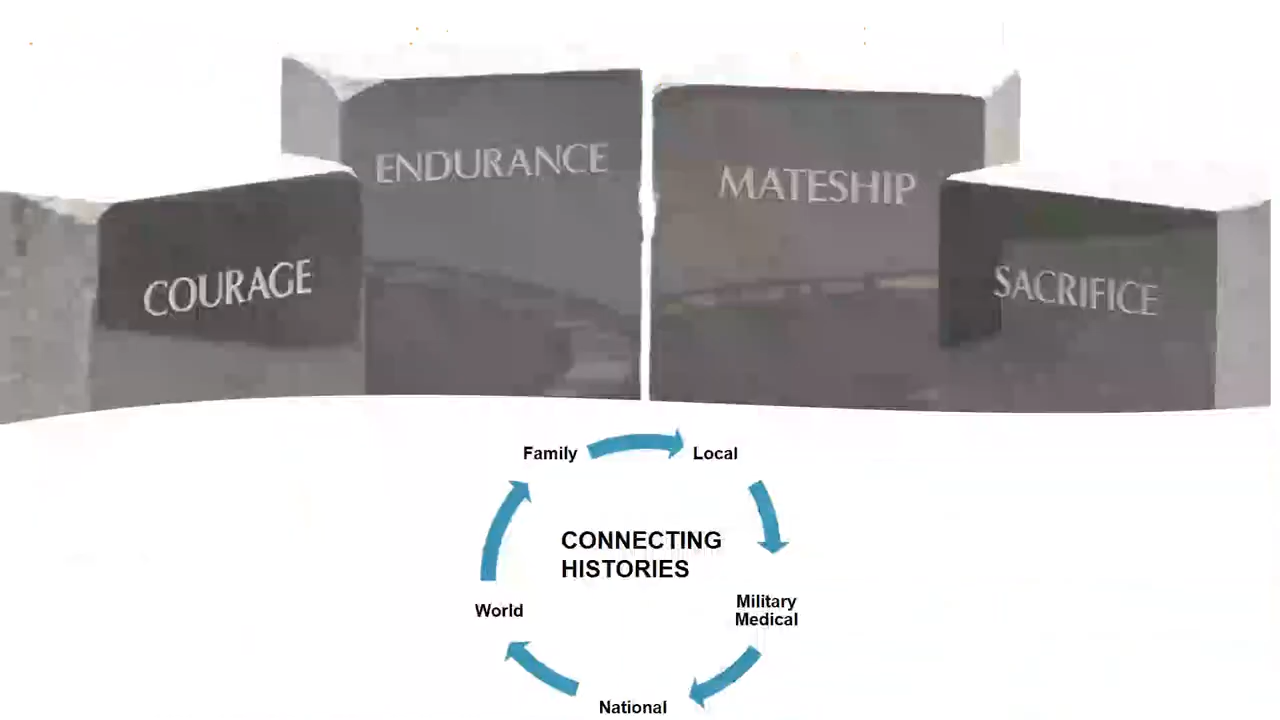 ENDURANCE
MATESHIP
COURAGE
SACRIFICE
Family
Local
CONNECTING
HISTORIES
Military
Medical
World
National